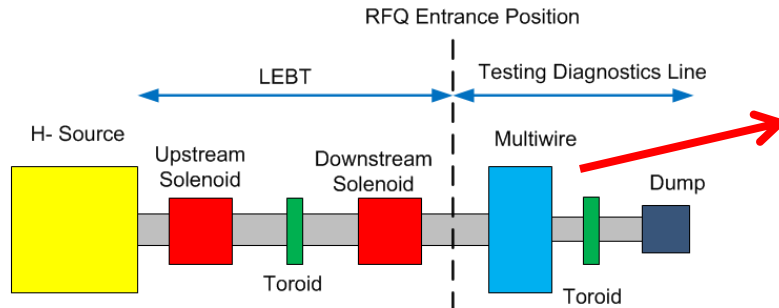 RFQ Entrance Position
LEBT
Testing Diagnostics Line
H- Source
Upstream
Solenoid
Downstream
Solenoid
Multiwire
Dump
Toroid
Toroid